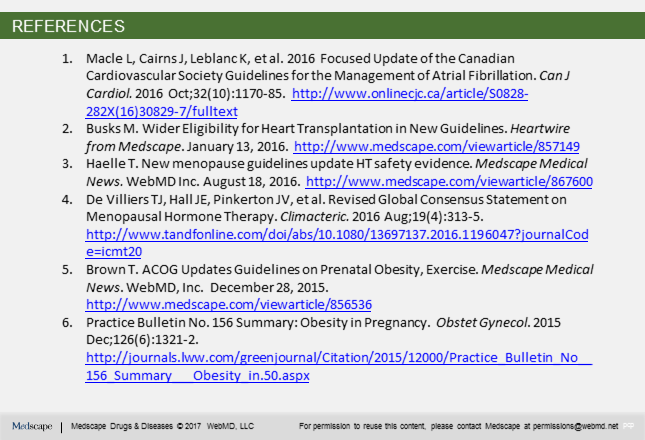 REFERENCES
1. Macle L, Cairns J, Leblanc K, et al. 2016 Focused Update of the Canadian
Cardiovascular Society Guidelines for the Management of Atrial Fibrillation. Can J
Cardiol. 2016 Oct;32(10):1170-85. http://www.onlinecjc.ca/article/S0828-
282X(16)30829-7/fulltext
2. Busks M. Wider Eligibility for Heart Transplantation in New Guidelines. Heartwire
from Medscape. January 13, 2016. http://www.medscape.com/viewarticle/857149
3. Haelle T. New menopause guidelines update HT safety evidence. Medscape Medical
News. WebMD Inc. August 18, 2016. http://www.medscape.com/viewarticle/867600
4. De Villiers TJ, Hall JE, Pinkerton JV, et al. Revised Global Consensus Statement on
Menopausal Hormone Therapy. Climacteric. 2016 Aug;19(4):313-5.
http://www.tandfonline.com/doi/abs/10.1080/13697137.2016.1196047?journalCod
e=icmt20
5. Brown T. ACOG Updates Guidelines on Prenatal Obesity, Exercise. Medscape Medical
News. WebMD, Inc. December 28, 2015.
http://www.medscape.com/viewarticle/856536
6. Practice Bulletin No. 156 Summary: Obesity in Pregnancy. Obstet Gynecol. 2015
Dec;126(6):1321-2.
http://journals.lww.com/greenjournal/Citation/2015/12000/Practice_Bulletin_No__
156_Summary___Obesity_in.50.aspx
Medscape | Medscape Drugs & Diseases © 2017 WebMD, LLC For permission to reuse this content, please contact Medscape at permissions@webmd.net